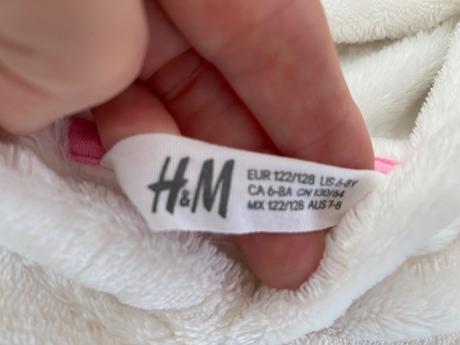 H&M
EUR 122/128 US 6-8Y
CA 6-8A CN 130/64
MX 122/128 AUS 7-8